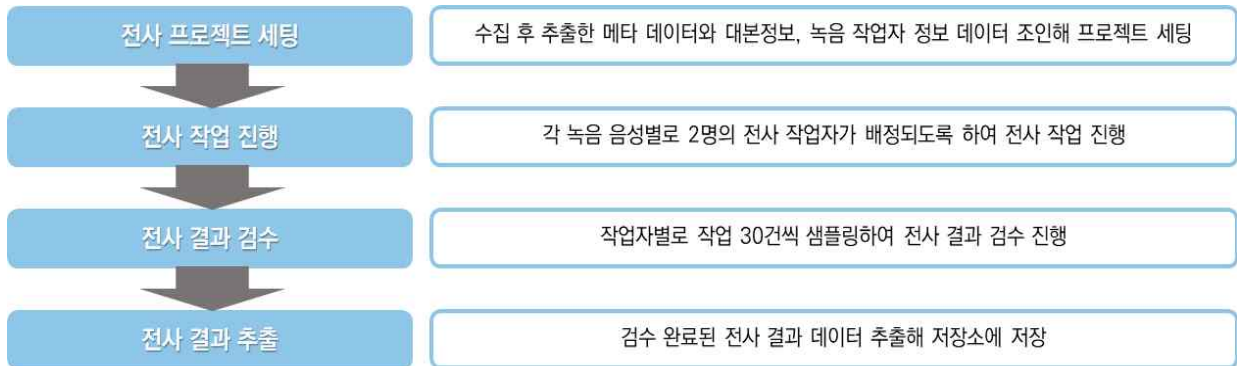 전사 프로젝트 세팅
수집 후 추출한 메타 데이터와 대본정보, 녹음 작업자 정보 데이터 조인해 프로젝트 세팅
전사 작업 진행
각 녹음 음성별로 2명의 전사 작업자가 배정되도록 하여 전사 작업 진행
전사 결과 검수
작업자별로 작업 30건씩 샘플링하여 전사 결과 검수 진행
전사 결과 추출
검수 완료된 전사 결과 데이터 추출해 저장소에 저장